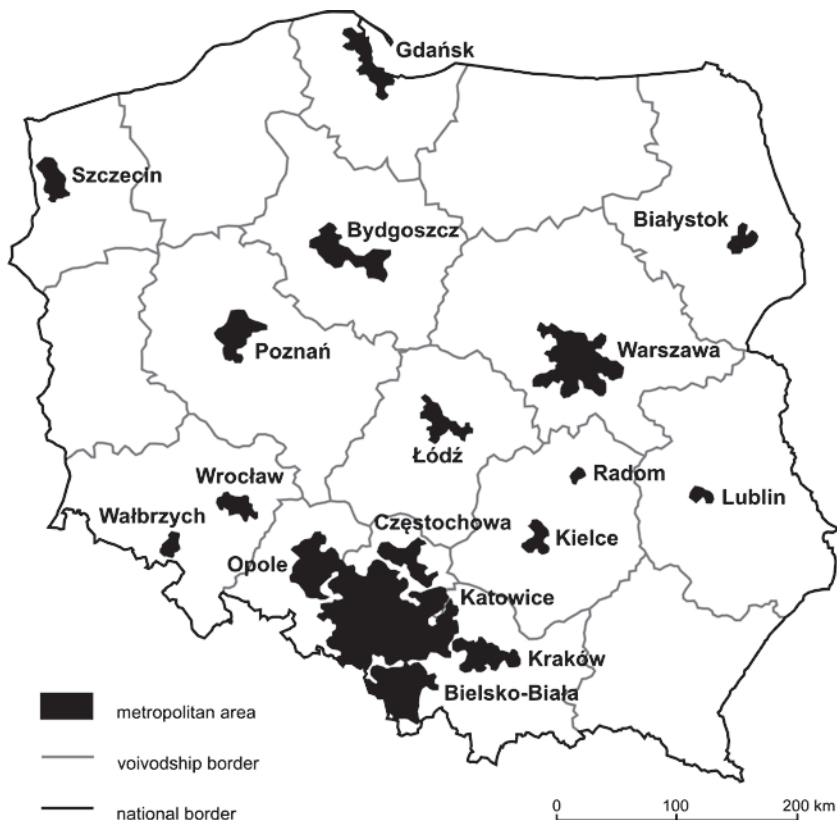 Gdańsk
Szczecin
Bydgoszcz
Białystok
Poznań
Warszawa
Łódź
Wrocław
Radom
Lublin
Wałbrzych
Częstochowa
Kielce
Opole
Katowice
Kraków
Bielsko-Biała
metropolitan area
voivodship border
national border
0 100 200 km